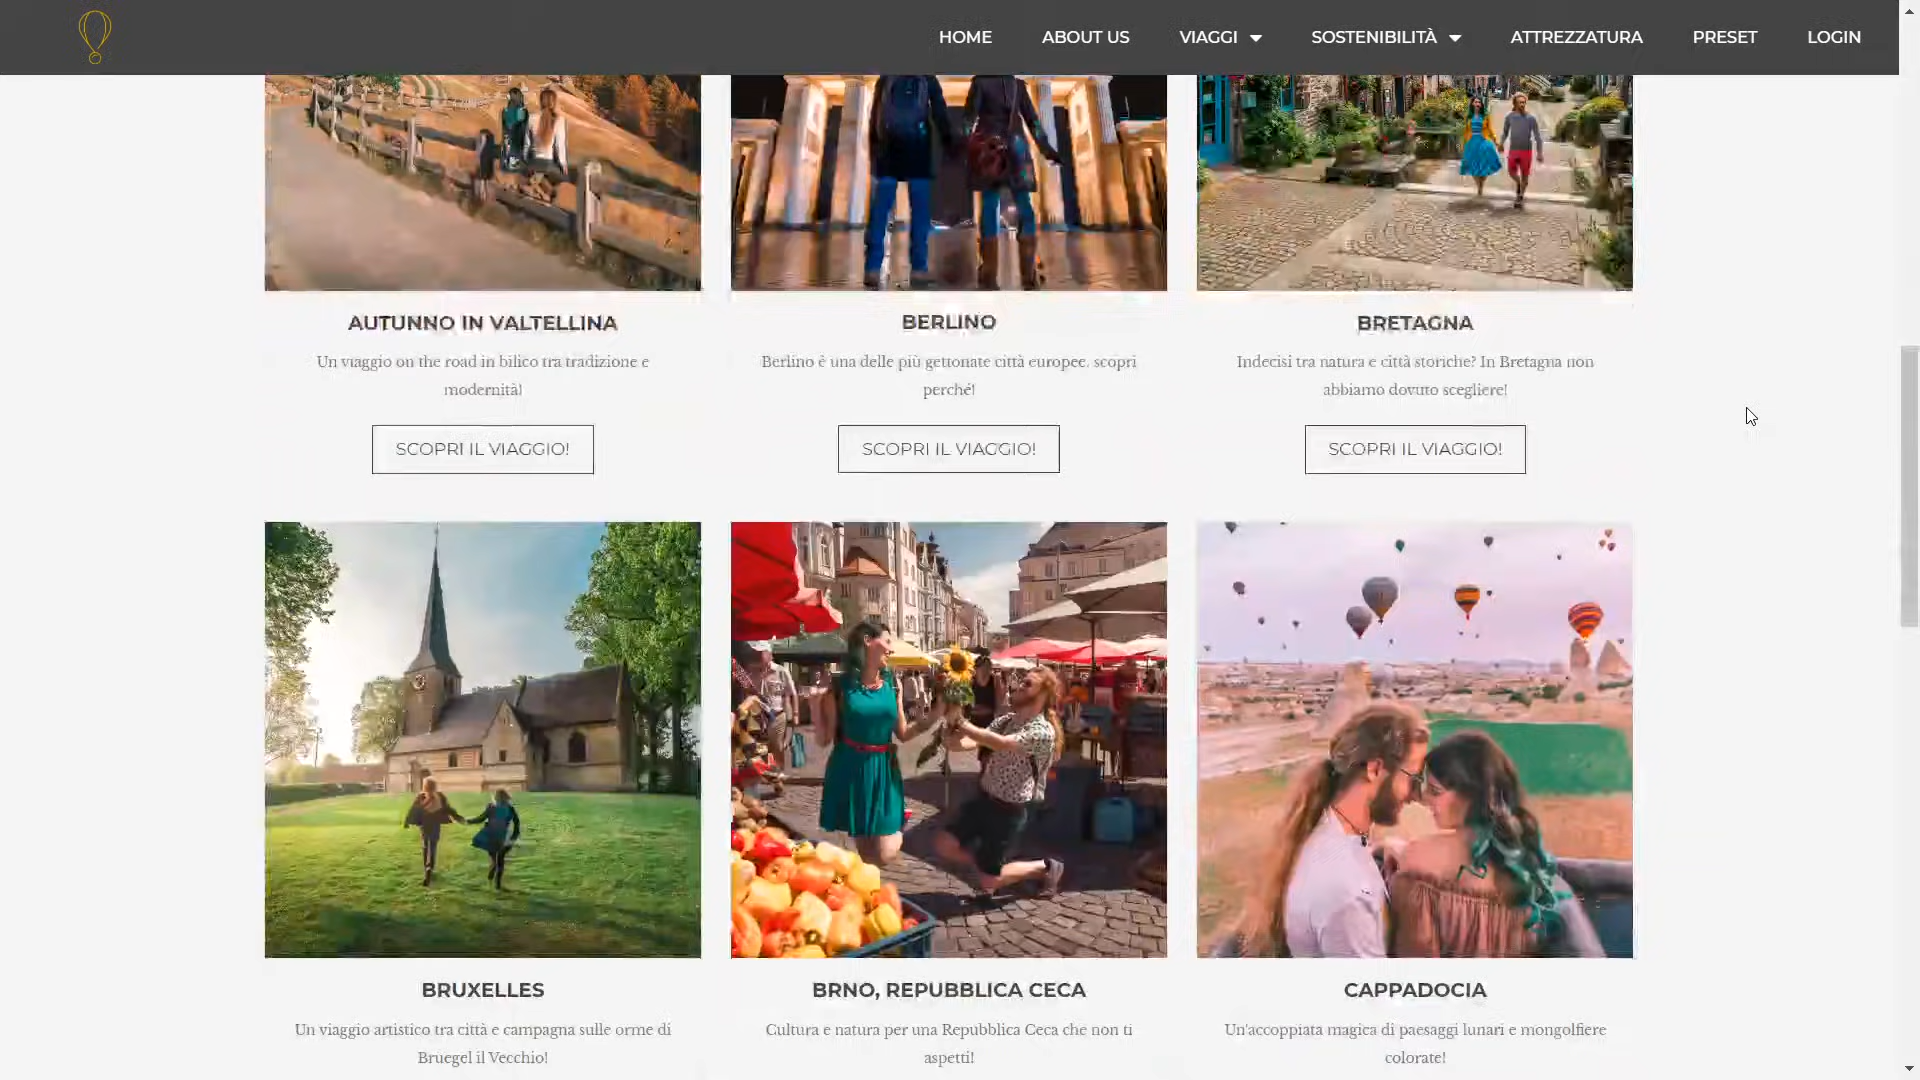 HOME ABOUT US VIAGGI SOSTENIBILITÀ ATTREZZATURA PRESET LOGIN
AUTUNNO IN VALTELLINA
Un viaggio on the road in bilico tra tradizione e
modernità!
SCOPRI IL VIAGGIO!
BERLINO
Berlino è una delle più gettonate città europee, scopri
perché!
SCOPRI IL VIAGGIO!
BRETAGNA
Indecisi tra natura e città storiche? In Bretagna non
abbiamo dovuto scegliere!
SCOPRI IL VIAGGIO!
BRUXELLES
Un viaggio artistico tra città e campagna sulle orme di
Bruegel il Vecchio!
BRNO, REPUBBLICA CECA
Cultura e natura per una Repubblica Ceca che non ti
aspetti!
CAPPADOCIA
Un'accoppiata magica di paesaggi lunari e mongolfiere
colorate!